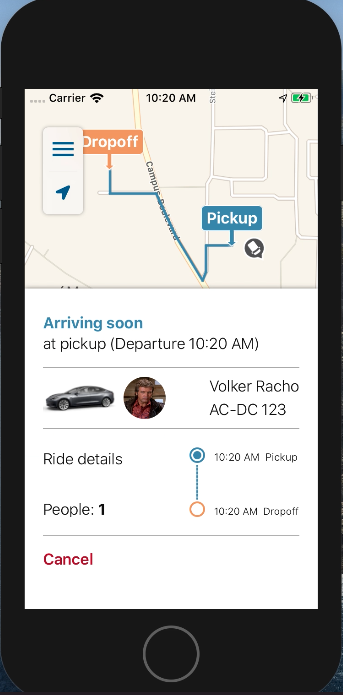 Carrier 10:20 AM
Dropoff
Campus Boulevard
Pickup
Arriving soon
at pickup (Departure 10:20 AM)
Volker Racho
AC-DC 123
Ride details
10:20 AM Pickup
People: 1
10:20 AM Dropoff
Cancel